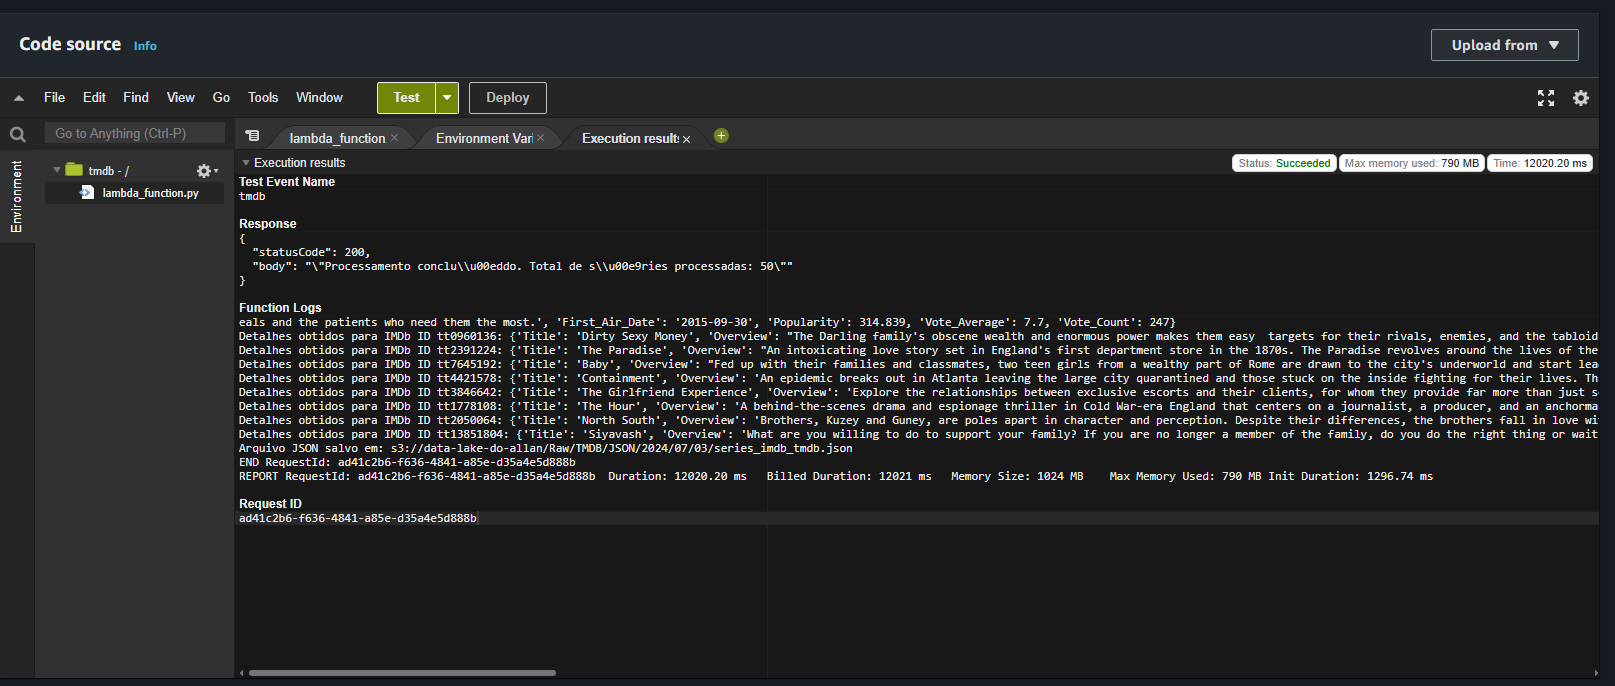 Code source Info
Upload from
File Edit Find View Go Tools Window Test Deploy
Go to Anything (Ctrl-P)
lambda_function. Environment Vari Execution results
Environment
tmdb - /
lambda_function.py
Execution results
Status: Succeeded Max memory used: 790 MB Time: 12020.20 ms
Test Event Name
tmdb
Response
{
"statusCode": 200,
"body": "\"Processamento conclu\\u00eddo. Total de s\\u00e9ries processadas: 50\""
}
Function Logs
eals and the patients who need them the most.', 'First_Air_Date': '2015-09-30', 'Popularity': 314.839, 'Vote_Average': 7.7, 'Vote_Count': 247}
Detalhes obtidos para IMDb ID tt0960136: {'Title': 'Dirty Sexy Money', 'Overview': "The Darling family's obscene wealth and enormous power makes them easy  targets for their rivals, enemies, and the tabloid
Detalhes obtidos para IMDb ID tt2391224: {'Title': 'The Paradise', 'Overview': "An intoxicating love story set in England's first department store in the 1870s. The Paradise revolves around the lives of the
Detalhes obtidos para IMDb ID tt7645192: {'Title': 'Baby', 'Overview': "Fed up with their families and classmates, two teen girls from a wealthy part of Rome are drawn to the city's underworld and start lea
Detalhes obtidos para IMDb ID tt4421578: {'Title': 'Containment', 'Overview': 'An epidemic breaks out in Atlanta leaving the large city quarantined and those stuck on the inside fighting for their lives. Th
Detalhes obtidos para IMDb ID tt3846642: {'Title': 'The Girlfriend Experience', 'Overview': 'Explore the relationships between exclusive escorts and their clients, for whom they provide far more than just s
Detalhes obtidos para IMDb ID tt1778108: {'Title': 'The Hour', 'Overview': 'A behind-the-scenes drama and espionage thriller in Cold War-era England that centers on a journalist, a producer, and an anchorma
Detalhes obtidos para IMDb ID tt2050064: {'Title': 'North South', 'Overview': 'Brothers, Kuzey and Guney, are poles apart in character and perception. Despite their differences, the brothers fall in love wit
Detalhes obtidos para IMDb ID tt13851804: {'Title': 'Siyavash', 'Overview': 'What are you willing to do to support your family? If you are no longer a member of the family, do you do the right thing or wait
Arquivo JSON salvo em: s3://data-lake-do-allan/Raw/TMDB/JSON/2024/07/03/series_imdb_tmdb.json
END RequestId: ad41c2b6-f636-4841-a85e-d35a4e5d888b
REPORT RequestId: ad41c2b6-f636-4841-a85e-d35a4e5d888b  Duration: 12020.20 ms   Billed Duration: 12021 ms   Memory Size: 1024 MB    Max Memory Used: 790 MB Init Duration: 1296.74 ms
Request ID
ad41c2b6-f636-4841-a85e-d35a4e5d888b